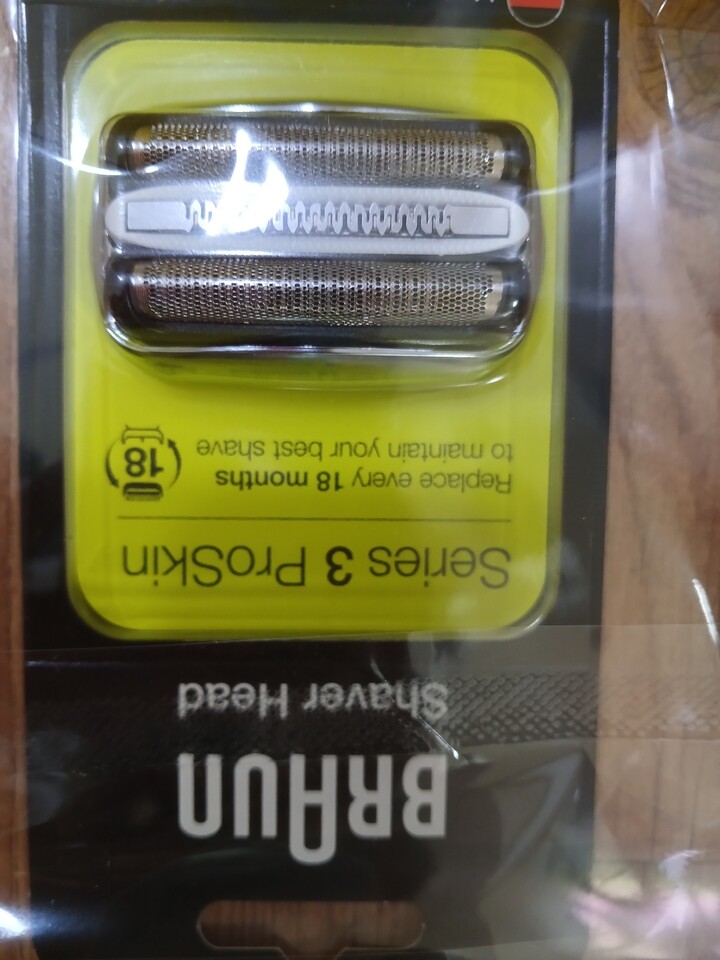 BRAUN
Shaver Head
Series 3 ProSkin
Replace every 18 months
to maintain your best shave
18